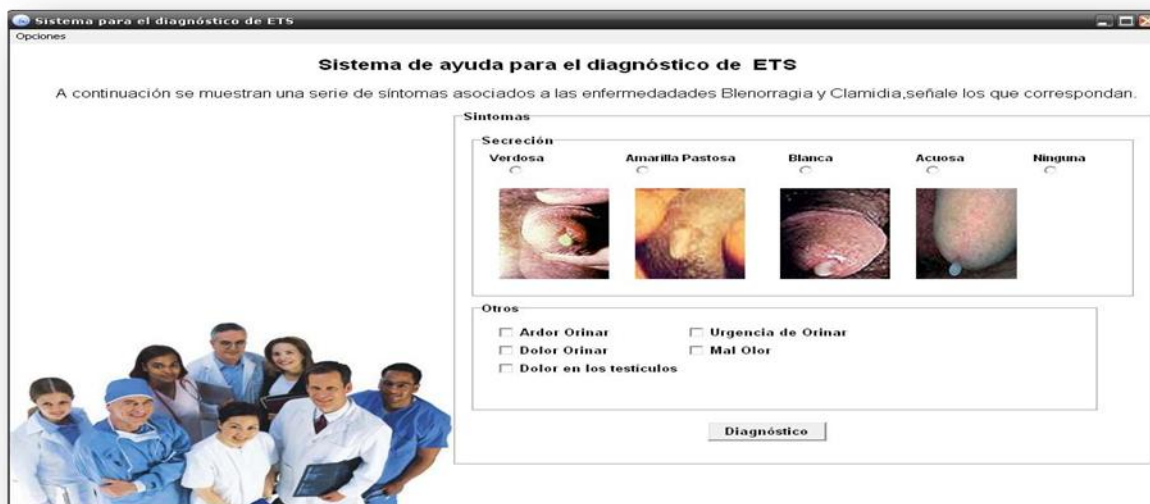 Sistema para el diagnóstico de ETS
Opciones
Sistema de ayuda para el diagnóstico de ETS
A continuación se muestran una serie de síntomas asociados a las enfermedadades Blenorragia y Clamidia,señale los que correspondan.
Sintomas
Secreción
Verdosa Amarilla Pastosa Blanca Acuosa Ninguna
Otros
Ardor Orinar Urgencia de Orinar
Dolor Orinar Mal Olor
Dolor en los testículos
Diagnóstico